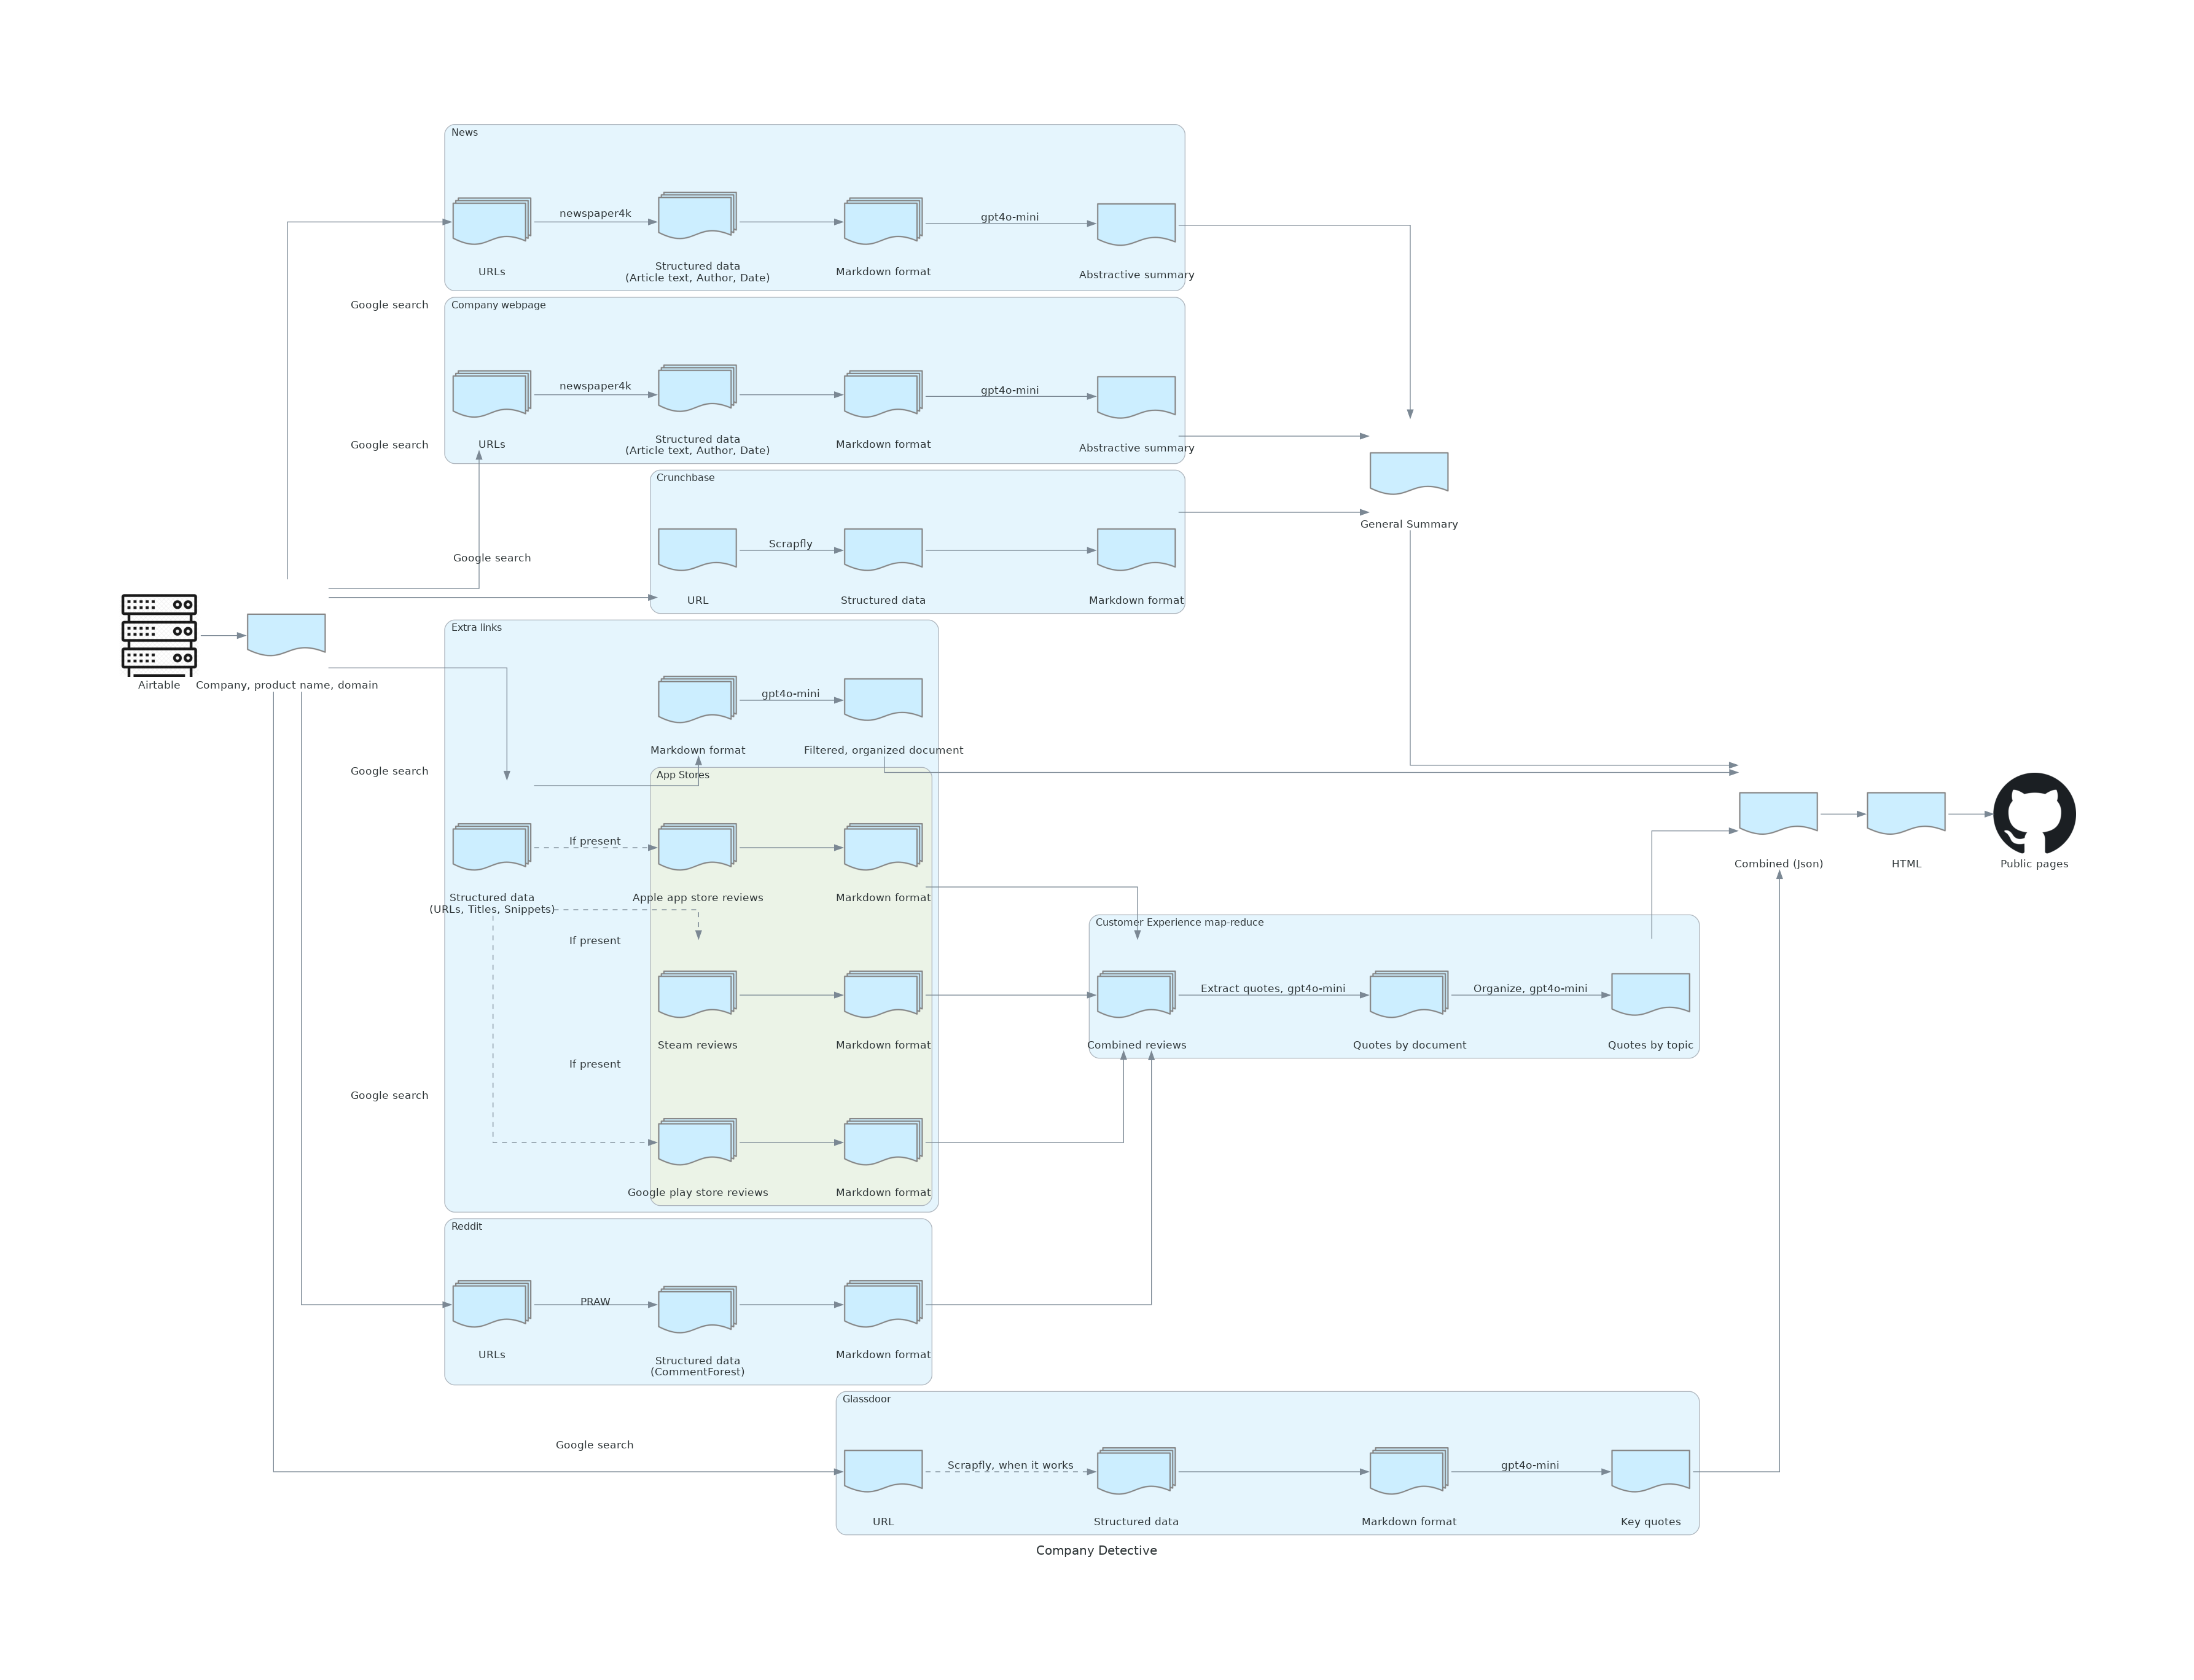 News
newspaper4k
gpt4o-mini
URLs
Structured data
(Article text, Author, Date)
Markdown format
Abstractive summary
Google search
Company webpage
newspaper4k
gpt4o-mini
URLs
Structured data
(Article text, Author, Date)
Markdown format
Abstractive summary
Google search
Crunchbase
Google search
Scrapfly
URL
Structured data
Markdown format
General Summary
Airtable
Company, product name, domain
Extra links
gpt4o-mini
Markdown format
Filtered, organized document
Google search
App Stores
If present
Structured data
(URLs, Titles, Snippets)
Apple app store reviews
Markdown format
If present
Steam reviews
Markdown format
If present
Google search
Google play store reviews
Markdown format
Customer Experience map-reduce
Extract quotes, gpt4o-mini
Organize, gpt4o-mini
Combined reviews
Quotes by document
Quotes by topic
Combined (Json)
HTML
Public pages
Reddit
PRAW
URLs
Structured data
(CommentForest)
Markdown format
Glassdoor
Google search
Scrapfly, when it works
gpt4o-mini
URL
Structured data
Markdown format
Key quotes
Company Detective